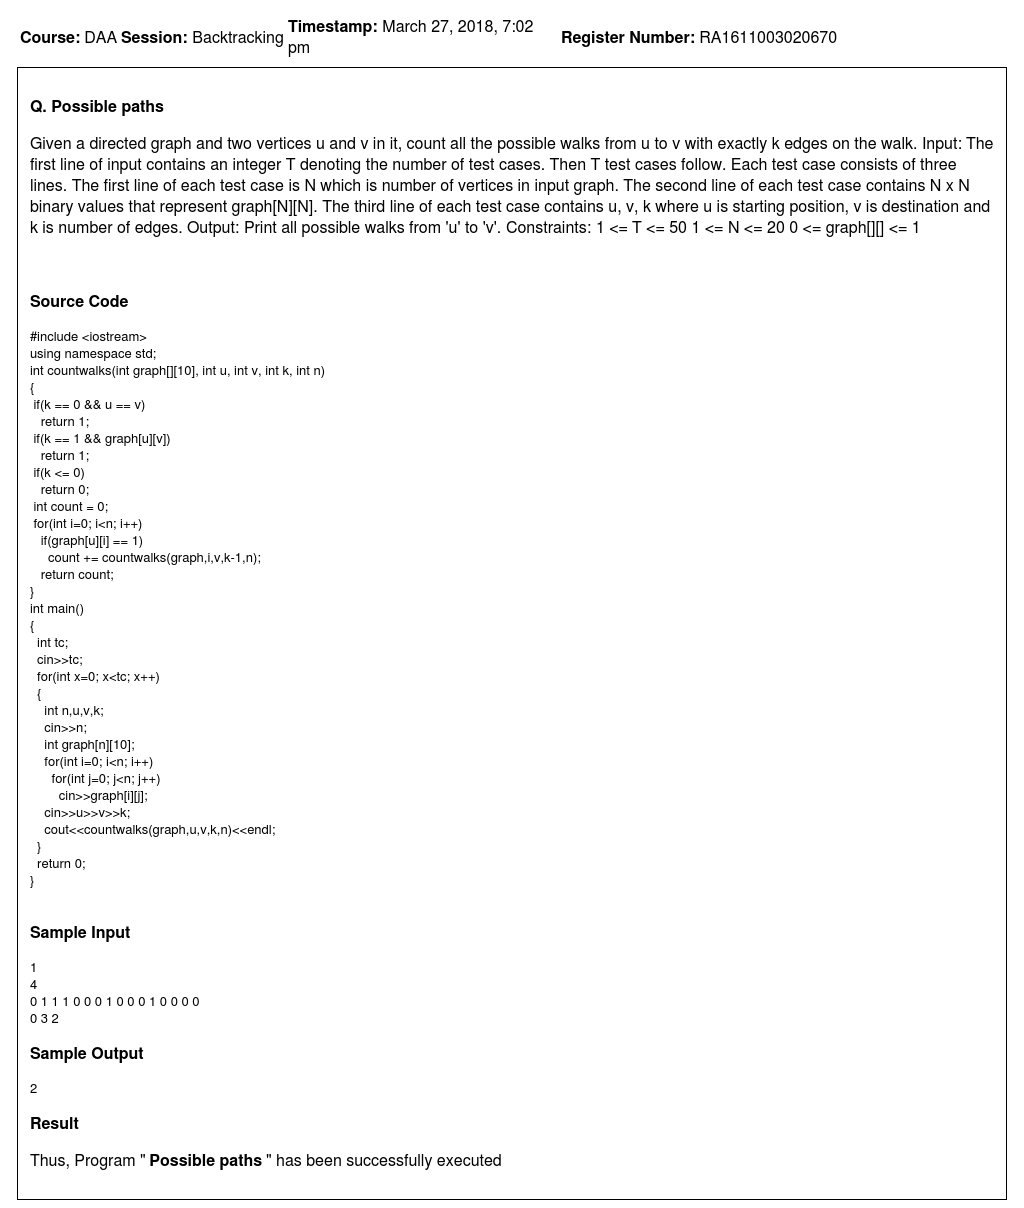 Course: DAA Session: Backtracking Timestamp: March 27, 2018, 7:02 pm Register Number: RA1611003020670
Q. Possible paths
Given a directed graph and two vertices u and v in it, count all the possible walks from u to v with exactly k edges on the walk. Input: The
first line of input contains an integer T denoting the number of test cases. Then T test cases follow. Each test case consists of three
lines. The first line of each test case is N which is number of vertices in input graph. The second line of each test case contains N x N
binary values that represent graph[N][N]. The third line of each test case contains u, v, k where u is starting position, v is destination and
k is number of edges. Output: Print all possible walks from 'u' to 'v'. Constraints: 1 <= T <= 50 1 <= N <= 20 0 <= graph[][] <= 1
Source Code
#include <iostream>
using namespace std;
int countwalks(int graph[][10], int u, int v, int k, int n)
{
if(k == 0 && u == v)
return 1;
if(k == 1 && graph[u][v])
return 1;
if(k <= 0)
return 0;
int count = 0;
for(int i=0; i<n; i++)
if(graph[u][i] == 1)
count += countwalks(graph,i,v,k-1,n);
return count;
}
int main()
{
int tc;
cin>>tc;
for(int x=0; x<tc; x++)
{
int n,u,v,k;
cin>>n;
int graph[n][10];
for(int i=0; i<n; i++)
for(int j=0; j<n; j++)
cin>>graph[i][j];
cin>>u>>v>>k;
cout<<countwalks(graph,u,v,k,n)<<endl;
}
return 0;
}
Sample Input
1
4
0 1 1 1 0 0 0 1 0 0 0 1 0 0 0 0
0 3 2
Sample Output
2
Result
Thus, Program " Possible paths " has been successfully executed